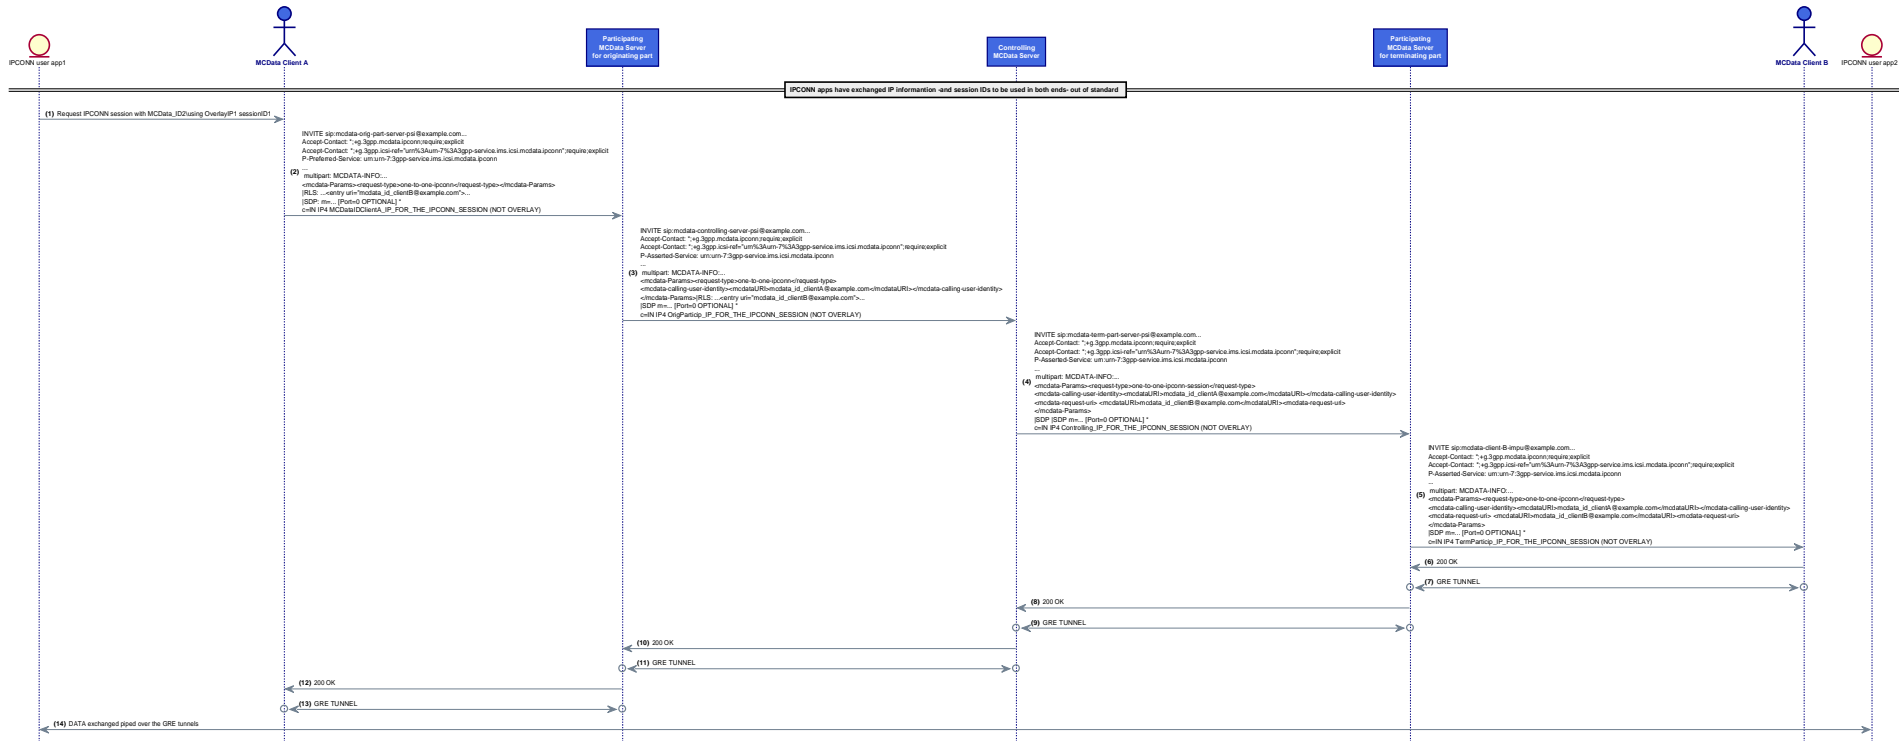 IPCONN user app1
MCData Client A
Participating
MCData Server
for originating part
Controlling
MCData Server
Participating
MCData Server
for terminating part
MCData Client B
IPCONN user app2
IPCONN apps have exchanged IP informantion -and session IDs to be used in both ends- out of standard
(1) Request IPCONN session with MCData_ID2\using OverlayIP1 sessionID1
INVITE sip:mcdata-orig-part-server-psi@example.com...
Accept-Contact: *;+g.3gpp.mcdata.ipconn;require;explicit
Accept-Contact: *;+g.3gpp.icsi-ref="urn%3Aurn-7%3A3gpp-service.ims.icsi.mcdata.ipconn";require;explicit
P-Preferred-Service: urn:urn-7:3gpp-service.ims.icsi.mcdata.ipconn
...
(2) multipart: MCDATA-INFO:...
<mcdata-Params><request-type>one-to-one-ipconn</request-type></mcdata-Params>
|RLS: ...<entry uri="mcdata_id_clientB@example.com">...
|SDP: m=... [Port=0 OPTIONAL] *
c=IN IP4 MCDataIDClientA_IP_FOR_THE_IPCONN_SESSION (NOT OVERLAY)
INVITE sip:mcdata-controlling-server-psi@example.com...
Accept-Contact: *;+g.3gpp.mcdata.ipconn;require;explicit
Accept-Contact: *;+g.3gpp.icsi-ref="urn%3Aurn-7%3A3gpp-service.ims.icsi.mcdata.ipconn";require;explicit
P-Asserted-Service: urn:urn-7:3gpp-service.ims.icsi.mcdata.ipconn
...
(3) multipart: MCDATA-INFO:...
<mcdata-Params><request-type>one-to-one-ipconn</request-type>
<mcdata-calling-user-identity><mcdataURI>mcdata_id_clientA@example.com</mcdataURI></mcdata-calling-user-identity>
</mcdata-Params>|RLS: ...<entry uri="mcdata_id_clientB@example.com">...
|SDP m=... [Port=0 OPTIONAL] *
c=IN IP4 OrigParticip_IP_FOR_THE_IPCONN_SESSION (NOT OVERLAY)
INVITE sip:mcdata-term-part-server-psi@example.com...
Accept-Contact: *;+g.3gpp.mcdata.ipconn;require;explicit
Accept-Contact: *;+g.3gpp.icsi-ref="urn%3Aurn-7%3A3gpp-service.ims.icsi.mcdata.ipconn";require;explicit
P-Asserted-Service: urn:urn-7:3gpp-service.ims.icsi.mcdata.ipconn
...
multipart: MCDATA-INFO:...
(4) <mcdata-Params><request-type>one-to-one-ipconn-session</request-type>
<mcdata-calling-user-identity><mcdataURI>mcdata_id_clientA@example.com</mcdataURI></mcdata-calling-user-identity>
<mcdata-request-uri> <mcdataURI>mcdata_id_clientB@example.com</mcdataURI><mcdata-request-uri>
</mcdata-Params>
|SDP |SDP m=... [Port=0 OPTIONAL] *
c=IN IP4 Controlling_IP_FOR_THE_IPCONN_SESSION (NOT OVERLAY)
INVITE sip:mcdata-client-B-impu@example.com...
Accept-Contact: *;+g.3gpp.mcdata.ipconn;require;explicit
Accept-Contact: *;+g.3gpp.icsi-ref="urn%3Aurn-7%3A3gpp-service.ims.icsi.mcdata.ipconn";require;explicit
P-Asserted-Service: urn:urn-7:3gpp-service.ims.icsi.mcdata.ipconn
...
(5) multipart: MCDATA-INFO:...
<mcdata-Params><request-type>one-to-one-ipconn</request-type>
<mcdata-calling-user-identity><mcdataURI>mcdata_id_clientA@example.com</mcdataURI></mcdata-calling-user-identity>
<mcdata-request-uri> <mcdataURI>mcdata_id_clientB@example.com</mcdataURI><mcdata-request-uri>
</mcdata-Params>
|SDP m=... [Port=0 OPTIONAL] *
c=IN IP4 TermParticip_IP_FOR_THE_IPCONN_SESSION (NOT OVERLAY)
(6) 200 OK
(7) GRE TUNNEL
(8) 200 OK
(9) GRE TUNNEL
(10) 200 OK
(11) GRE TUNNEL
(12) 200 OK
(13) GRE TUNNEL
(14) DATA exchanged piped over the GRE tunnels